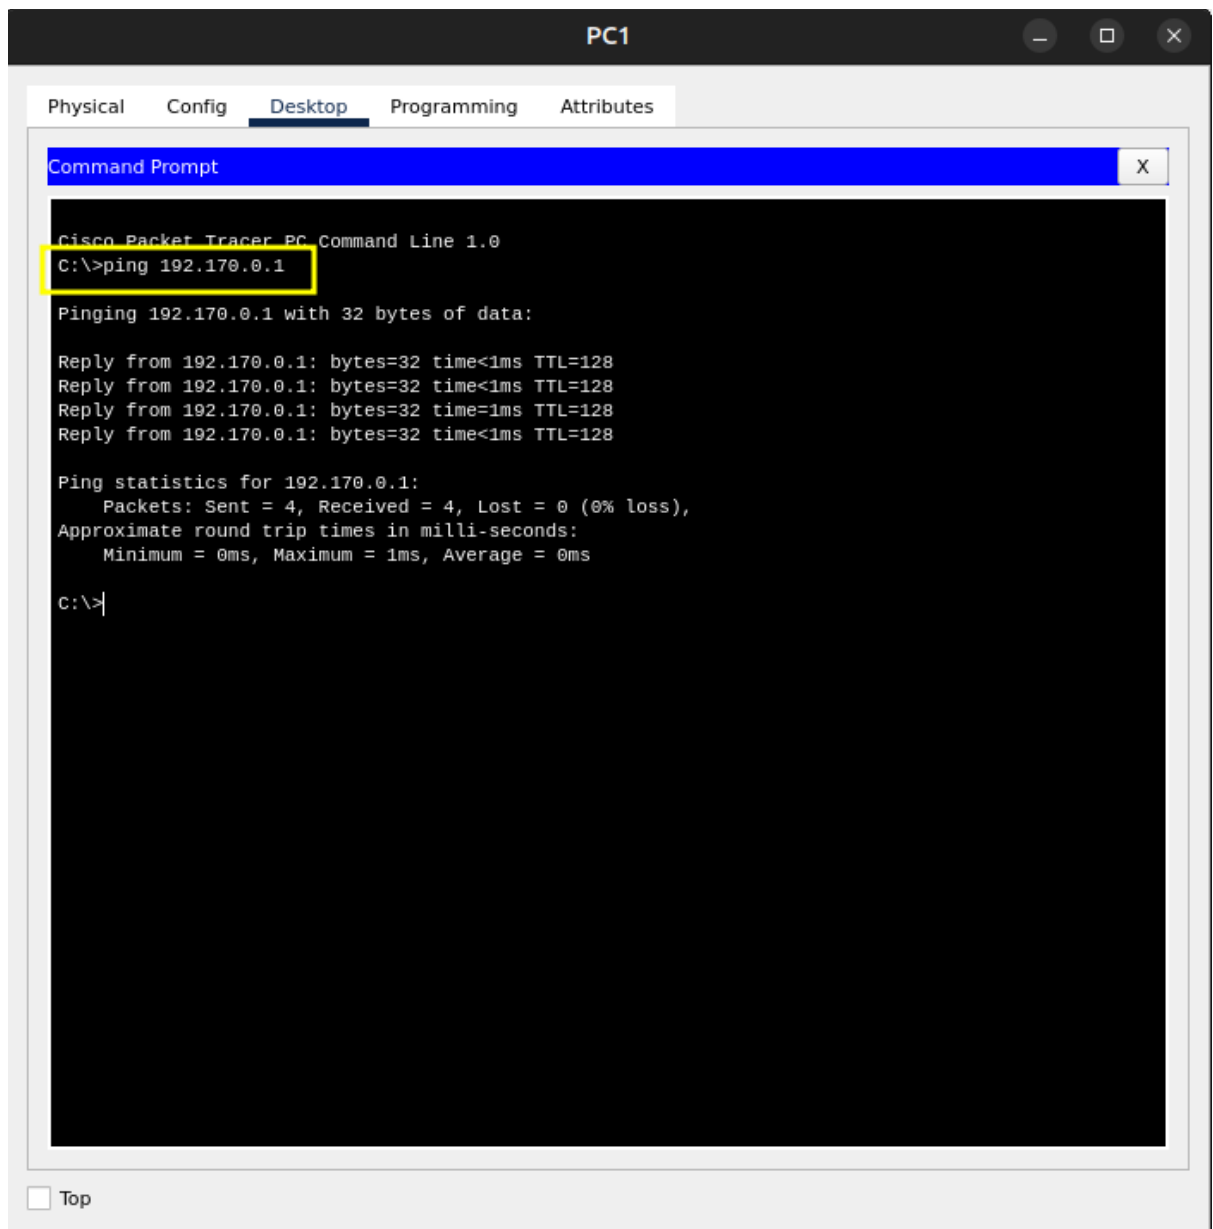 PC1
Physical Config Desktop Programming Attributes
Command Prompt X
Cisco Packet Tracer PC Command Line 1.0
C:\>ping 192.170.0.1
Pinging 192.170.0.1 with 32 bytes of data:
Reply from 192.170.0.1: bytes=32 time<1ms TTL=128
Reply from 192.170.0.1: bytes=32 time<1ms TTL=128
Reply from 192.170.0.1: bytes=32 time=1ms TTL=128
Reply from 192.170.0.1: bytes=32 time<1ms TTL=128
Ping statistics for 192.170.0.1:
Packets: Sent = 4, Received = 4, Lost = 0 (0% loss),
Approximate round trip times in milli-seconds:
Minimum = 0ms, Maximum = 1ms, Average = 0ms
C:\>
Top